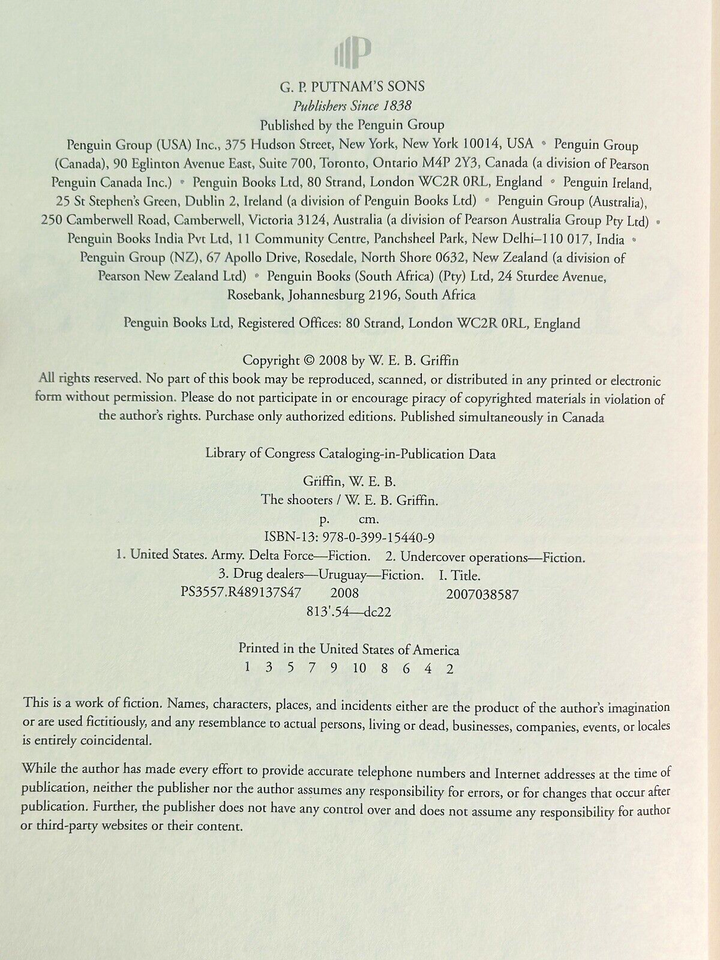 G. P. PUTNAM'S SONS
Publishers Since 1838
Published by the Penguin Group
Penguin Group (USA) Inc., 375 Hudson Street, New York, New York 10014, USA • Penguin Group
(Canada), 90 Eglinton Avenue East, Suite 700, Toronto, Ontario M4P 2Y3, Canada (a division of Pearson
Penguin Canada Inc.) • Penguin Books Ltd, 80 Strand, London WC2R 0RL, England • Penguin Ireland,
25 St Stephen's Green, Dublin 2, Ireland (a division of Penguin Books Ltd) • Penguin Group (Australia),
250 Camberwell Road, Camberwell, Victoria 3124, Australia (a division of Pearson Australia Group Pty Ltd) •
Penguin Books India Pvt Ltd, 11 Community Centre, Panchsheel Park, New Delhi–110 017, India •
Penguin Group (NZ), 67 Apollo Drive, Rosedale, North Shore 0632, New Zealand (a division of
Pearson New Zealand Ltd) • Penguin Books (South Africa) (Pty) Ltd, 24 Sturdee Avenue,
Rosebank, Johannesburg 2196, South Africa
Penguin Books Ltd, Registered Offices: 80 Strand, London WC2R 0RL, England
Copyright © 2008 by W. E. B. Griffin
All rights reserved. No part of this book may be reproduced, scanned, or distributed in any printed or electronic
form without permission. Please do not participate in or encourage piracy of copyrighted materials in violation of
the author's rights. Purchase only authorized editions. Published simultaneously in Canada
Library of Congress Cataloging-in-Publication Data
Griffin, W. E. B.
The shooters / W. E. B. Griffin.
p. cm.
ISBN-13: 978-0-399-15440-9
1. United States. Army. Delta Force—Fiction. 2. Undercover operations—Fiction.
3. Drug dealers—Uruguay—Fiction. I. Title.
PS3557.R489137S47 2008 2007038587
813'.54—dc22
Printed in the United States of America
1 3 5 7 9 10 8 6 4 2
This is a work of fiction. Names, characters, places, and incidents either are the product of the author's imagination
or are used fictitiously, and any resemblance to actual persons, living or dead, businesses, companies, events, or locales
is entirely coincidental.
While the author has made every effort to provide accurate telephone numbers and Internet addresses at the time of
publication, neither the publisher nor the author assumes any responsibility for errors, or for changes that occur after
publication. Further, the publisher does not have any control over and does not assume any responsibility for author
or third-party websites or their content.